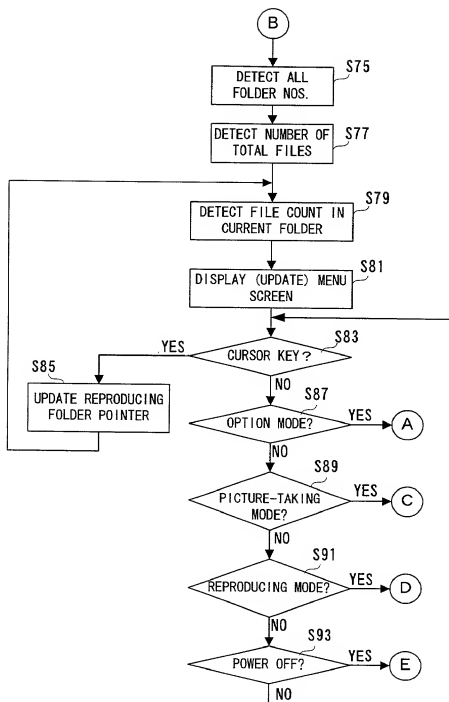 B
S75
DETECT ALL
FOLDER NOS.
S77
DETECT NUMBER OF
TOTAL FILES
S79
DETECT FILE COUNT IN
CURRENT FOLDER
S81
DISPLAY (UPDATE) MENU
SCREEN
S83
CURSOR KEY?
YES
NO
S85
UPDATE REPRODUCING
FOLDER POINTER
S87
OPTION MODE?
YES
A
NO
S89
PICTURE-TAKING
MODE?
YES
C
NO
S91
REPRODUCING MODE?
YES
D
NO
S93
POWER OFF?
YES
E
NO